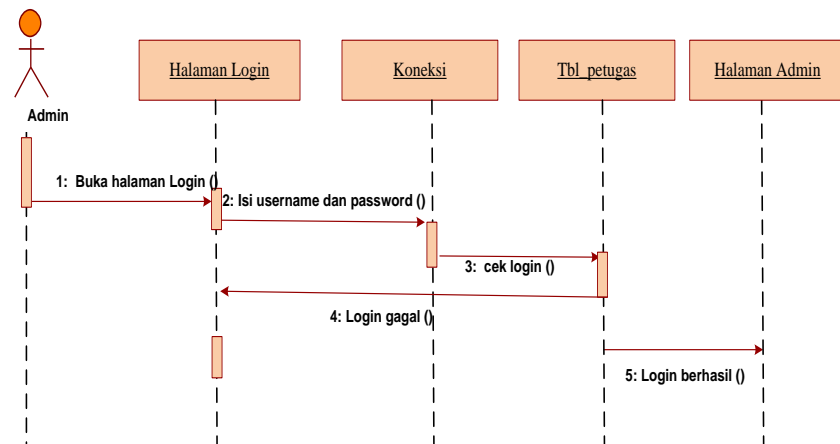 Halaman Login
Koneksi
Tbl_petugas
Halaman Admin
Admin
1: Buka halaman Login ()
2: Isi username dan password ()
3: cek login ()
4: Login gagal ()
5: Login berhasil ()